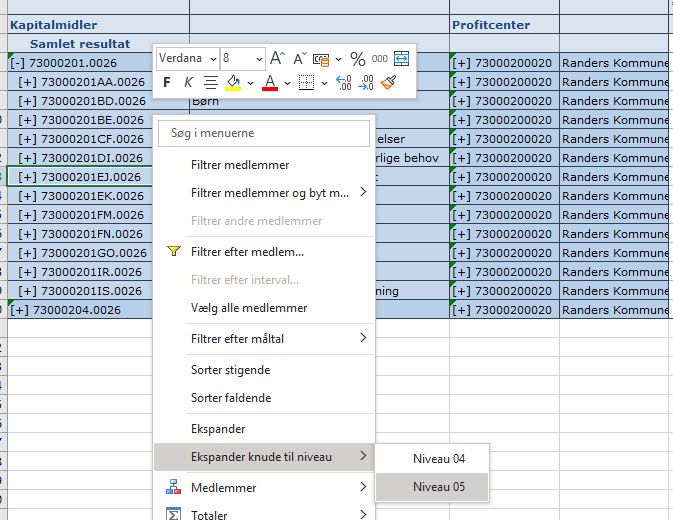 Kapitalmidler Profitcenter
Samlet resultat
[-] 73000201.0026 [+] 73000200020 Randers Kommune
[+] 73000201AA.0026 [+] 73000200020 Randers Kommune
[+] 73000201BD.0026 Børn [+] 73000200020 Randers Kommune
[+] 73000201BE.0026 [+] 73000200020 Randers Kommune
[+] 73000201CF.0026 elser [+] 73000200020 Randers Kommune
[+] 73000201DI.0026 rlige behov [+] 73000200020 Randers Kommune
[+] 73000201EJ.0026 [+] 73000200020 Randers Kommune
[+] 73000201EK.0026 [+] 73000200020 Randers Kommune
[+] 73000201FM.0026 [+] 73000200020 Randers Kommune
[+] 73000201FN.0026 [+] 73000200020 Randers Kommune
[+] 73000201GO.0026 [+] 73000200020 Randers Kommune
[+] 73000201IR.0026 [+] 73000200020 Randers Kommune
[+] 73000201IS.0026 ning [+] 73000200020 Randers Kommune
[+] 73000204.0026 [+] 73000200020 Randers Kommune
Verdana 8 A A % 000
F K A ,00 ,0 ,0 ,00
Søg i menuerne
Filtrer medlemmer
Filtrer medlemmer og byt m...
Filtrer andre medlemmer
Filtrer efter medlem...
Filtrer efter interval...
Vælg alle medlemmer
Filtrer efter måltal
Sorter stigende
Sorter faldende
Ekspander
Ekspander knude til niveau
Niveau 04
Niveau 05
Medlemmer
Totaler